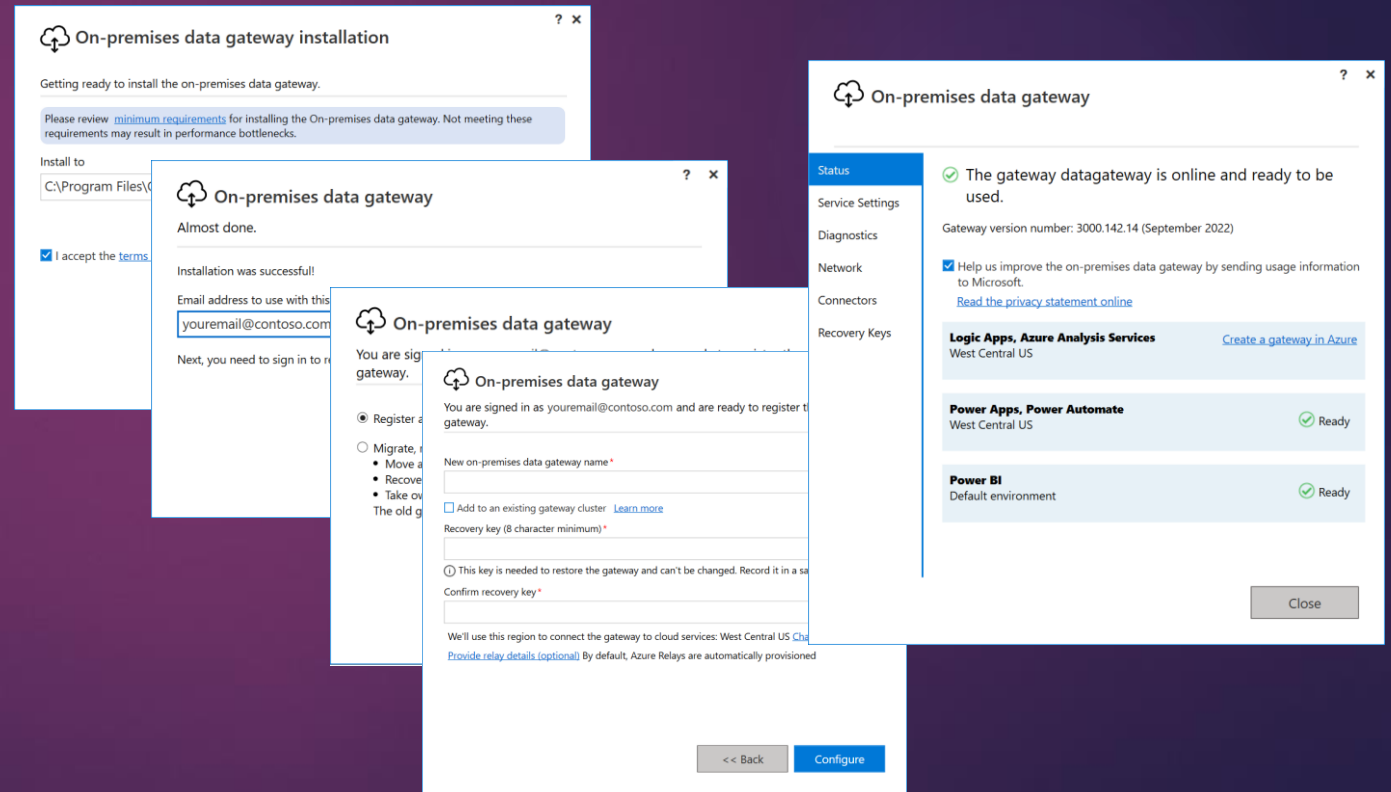 ? ×
On-premises data gateway installation
Getting ready to install the on-premises data gateway.
Please review minimum requirements for installing the On-premises data gateway. Not meeting these
requirements may result in performance bottlenecks.
Install to
C:\Program Files\
I accept the terms
? ×
On-premises data gateway
Almost done.
Installation was successful!
Email address to use with this
youremail@contoso.com
Next, you need to sign in to
On-premises data gateway
You are
gateway.
Register
Migrate,
• Move
•
• Take
The old
On-premises data gateway
You are signed in as youremail@contoso.com and are ready to register
gateway.
New on-premises data gateway name*
Add to an existing gateway cluster Learn more
Recovery key (8 character minimum)*
This key is needed to restore the gateway and can't be changed. Record it in a
Confirm recovery key*
We'll use this region to connect the gateway to cloud services: West Central US
Provide relay details (optional) By default, Azure Relays are automatically provisioned
<< Back
Configure
? ×
On-premises data gateway
Status
Service Settings
Diagnostics
Network
Connectors
Recovery Keys
The gateway datagateway is online and ready to be
used.
Gateway version number: 3000.142.14 (September 2022)
Help us improve the on-premises data gateway by sending usage information
to Microsoft.
Read the privacy statement online
Logic Apps, Azure Analysis Services
West Central US
Create a gateway in Azure
Power Apps, Power Automate
West Central US
Ready
Power BI
Default environment
Ready
Close